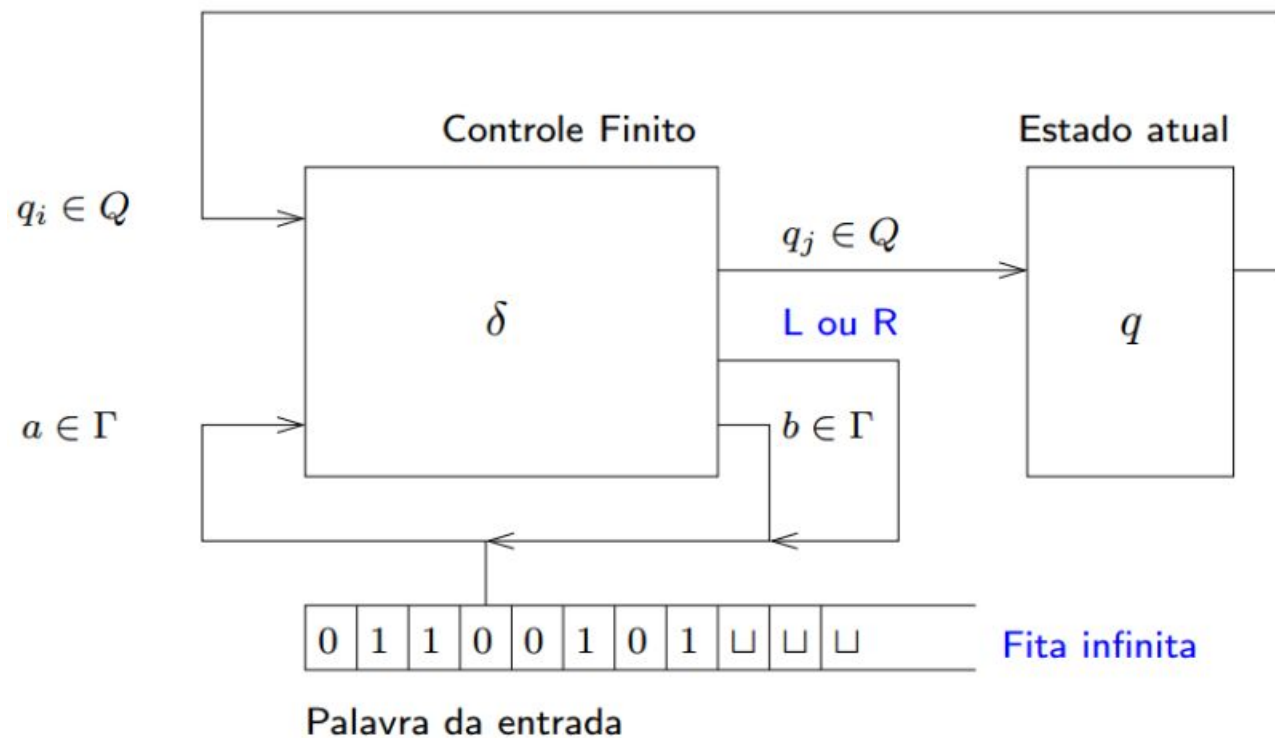 Controle Finito
Estado atual
q_i ∈ Q
q_j ∈ Q
δ
L ou R
q
a ∈ Γ
b ∈ Γ
0 1 1 0 0 1 0 1 ⊔ ⊔ ⊔
Fita infinita
Palavra da entrada